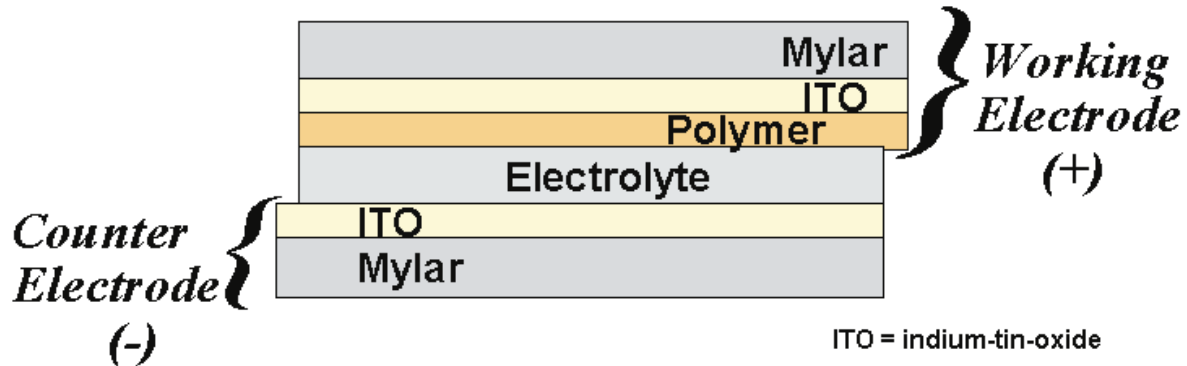 Mylar
ITO
Polymer
Working
Electrode
(+)
Electrolyte
Counter
Electrode
(-)
ITO
Mylar
ITO = indium-tin-oxide